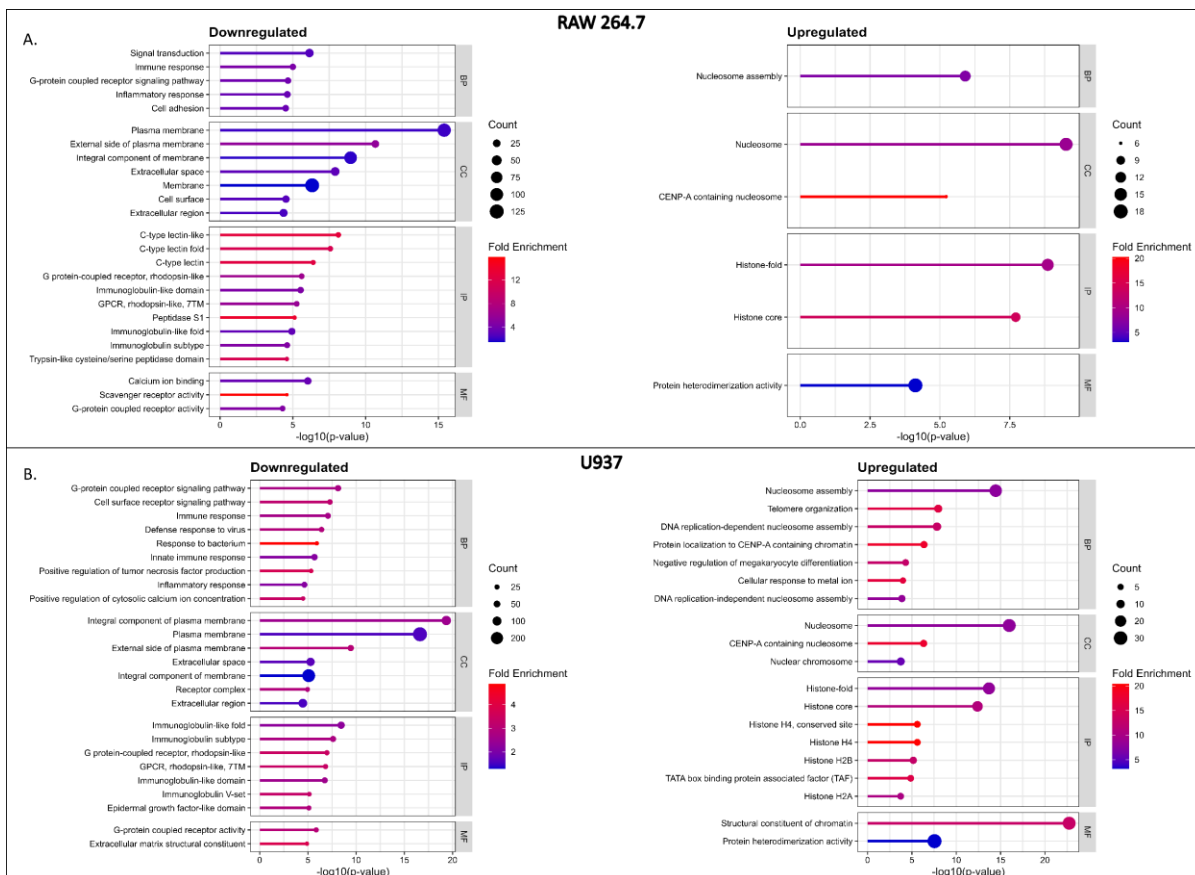 RAW 264.7
A.
Downregulated
Signal transduction
Immune response
G-protein coupled receptor signaling pathway
Inflammatory response
Cell adhesion
BP
Plasma membrane
External side of plasma membrane
Integral component of membrane
Extracellular space
Membrane
Cell surface
Extracellular region
CC
C-type lectin-like
C-type lectin fold
C-type lectin
G protein-coupled receptor, rhodopsin-like
Immunoglobulin-like domain
GPCR, rhodopsin-like, 7TM
Peptidase S1
Immunoglobulin-like fold
Immunoglobulin subtype
Trypsin-like cysteine/serine peptidase domain
IP
Calcium ion binding
Scavenger receptor activity
G-protein coupled receptor activity
MF
0 5 10 15
-log10(p-value)
Count
25
50
75
100
125
Fold Enrichment
12
8
4
Upregulated
Nucleosome assembly
BP
Nucleosome
CENP-A containing nucleosome
CC
Histone-fold
Histone core
IP
Protein heterodimerization activity
MF
0.0 2.5 5.0 7.5
-log10(p-value)
Count
6
9
12
15
18
Fold Enrichment
20
15
10
5
U937
B.
Downregulated
G-protein coupled receptor signaling pathway
Cell surface receptor signaling pathway
Immune response
Defense response to virus
Response to bacterium
Innate immune response
Positive regulation of tumor necrosis factor production
Inflammatory response
Positive regulation of cytosolic calcium ion concentration
BP
Integral component of plasma membrane
Plasma membrane
External side of plasma membrane
Extracellular space
Integral component of membrane
Receptor complex
Extracellular region
CC
Immunoglobulin-like fold
Immunoglobulin subtype
G protein-coupled receptor, rhodopsin-like
GPCR, rhodopsin-like, 7TM
Immunoglobulin-like domain
Immunoglobulin V-set
Epidermal growth factor-like domain
IP
G-protein coupled receptor activity
Extracellular matrix structural constituent
MF
0 5 10 15 20
-log10(p-value)
Count
25
50
100
200
Fold Enrichment
4
3
2
Upregulated
Nucleosome assembly
Telomere organization
DNA replication-dependent nucleosome assembly
Protein localization to CENP-A containing chromatin
Negative regulation of megakaryocyte differentiation
Cellular response to metal ion
DNA replication-independent nucleosome assembly
BP
Nucleosome
CENP-A containing nucleosome
Nuclear chromosome
CC
Histone-fold
Histone core
Histone H4, conserved site
Histone H4
Histone H2B
TATA box binding protein associated factor (TAF)
Histone H2A
IP
Structural constituent of chromatin
Protein heterodimerization activity
MF
0 5 10 15 20
-log10(p-value)
Count
5
10
20
30
Fold Enrichment
20
15
10
5